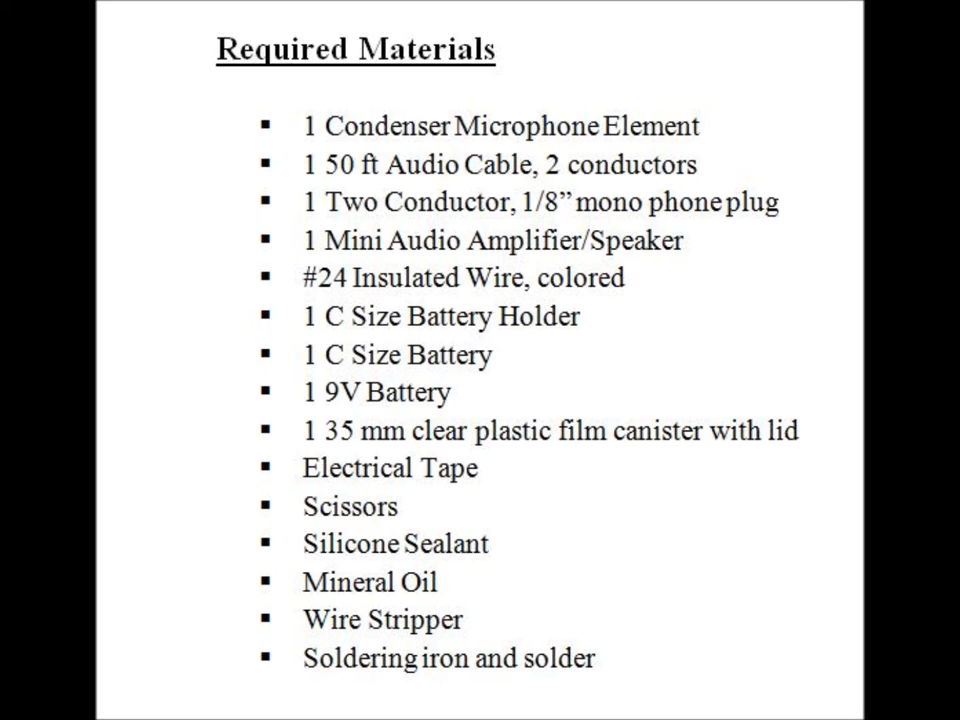 Required Materials
▪ 1 Condenser Microphone Element
▪ 1 50 ft Audio Cable, 2 conductors
▪ 1 Two Conductor, 1/8” mono phone plug
▪ 1 Mini Audio Amplifier/Speaker
▪ #24 Insulated Wire, colored
▪ 1 C Size Battery Holder
▪ 1 C Size Battery
▪ 1 9V Battery
▪ 1 35 mm clear plastic film canister with lid
▪ Electrical Tape
▪ Scissors
▪ Silicone Sealant
▪ Mineral Oil
▪ Wire Stripper
▪ Soldering iron and solder